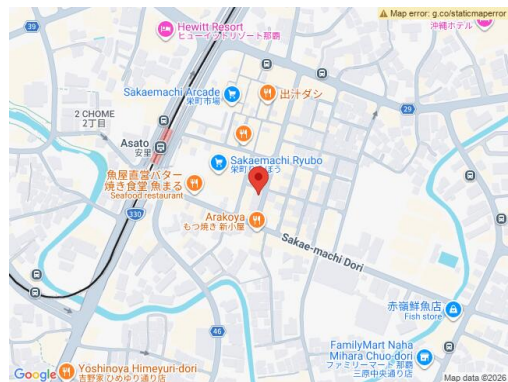 Map error: g.co/staticmaperror
39
Hewitt Resort
ヒューイットリゾート那覇
沖縄ホテル
Sakaemachi Arcade
栄町市場
出汁ダシ
29
2 CHOME
2丁目
Asato
安里
Sakaemachi Ryubo
魚屋直営バター
焼き食堂 魚まる
Seafood restaurant
330
Arakoya
もつ焼き 新小屋
Sakae-machi Dori
46
赤嶺鮮魚店
Fish store
FamilyMart Naha
Mihara Chuo-dori
ファミリーマート 那覇
三原中央通り店
Google
Yoshinoya Himeyuri-dori
吉野家 ひめゆり通り店
Map data ©2026